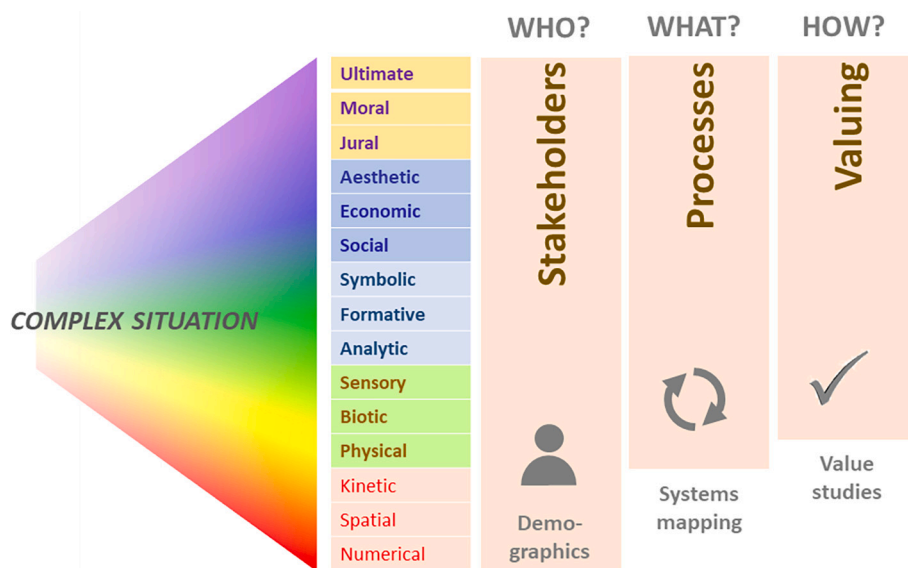 WHO?
WHAT?
HOW?
COMPLEX SITUATION
Ultimate
Moral
Jural
Aesthetic
Economic
Social
Symbolic
Formative
Analytic
Sensory
Biotic
Physical
Kinetic
Spatial
Numerical
Stakeholders
Demo-
graphics
Processes
Systems
mapping
Valuing
Value
studies